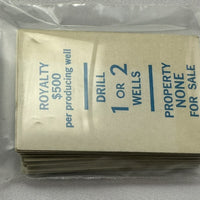 ROYALTY
$500
per producing well
DRILL
1 OR 2
WELLS
PROPERTY
NONE
FOR SALE